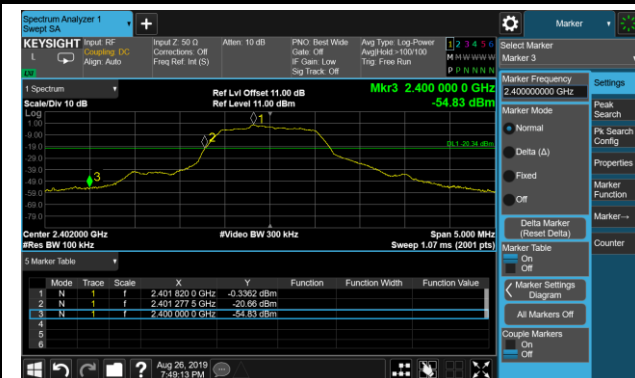 Spectrum Analyzer 1
Swept SA
Marker
KEYSIGHT
L
Input: RF
Coupling: DC
Align: Auto
Input Z: 50 Ω
Corrections: Off
Freq Ref: Int (S)
Atten: 10 dB
PNO: Best Wide
Gate: Off
IF Gain: Low
Sig Track: Off
Avg Type: Log-Power
Avg|Hold >100/100
Trig: Free Run
1 2 3 4 5 6
M W W W W W
P P N N N N
Select Marker
Marker 3
Marker Frequency
2.400000000 GHz
Marker Mode
Normal
Delta (Δ)
Fixed
Off
Delta Marker
(Reset Delta)
Marker Table
On
Off
Marker Settings
Diagram
All Markers Off
Couple Markers
On
Off
Settings
Peak
Search
Pk Search
Config
Properties
Marker
Function
Marker→
Counter
1 Spectrum
Scale/Div 10 dB
Log
Ref Lvl Offset 11.00 dB
Ref Level 11.00 dBm
Mkr3 2.400 000 0 GHz
-54.83 dBm
1.00
-9.00
-19.0
-29.0
-39.0
-49.0
-59.0
-69.0
-79.0
1
2
3
DL1 -20.34 dBm
Center 2.402000 GHz
#Res BW 100 kHz
#Video BW 300 kHz
Span 5.000 MHz
Sweep 1.07 ms (2001 pts)
5 Marker Table
Mode Trace Scale X Y Function Function Width Function Value
1 N 1 f 2.401 820 0 GHz -0.3362 dBm
2 N 1 f 2.401 277 5 GHz -20.66 dBm
3 N 1 f 2.400 000 0 GHz -54.83 dBm
4
5
6
Aug 26, 2019
7:49:13 PM